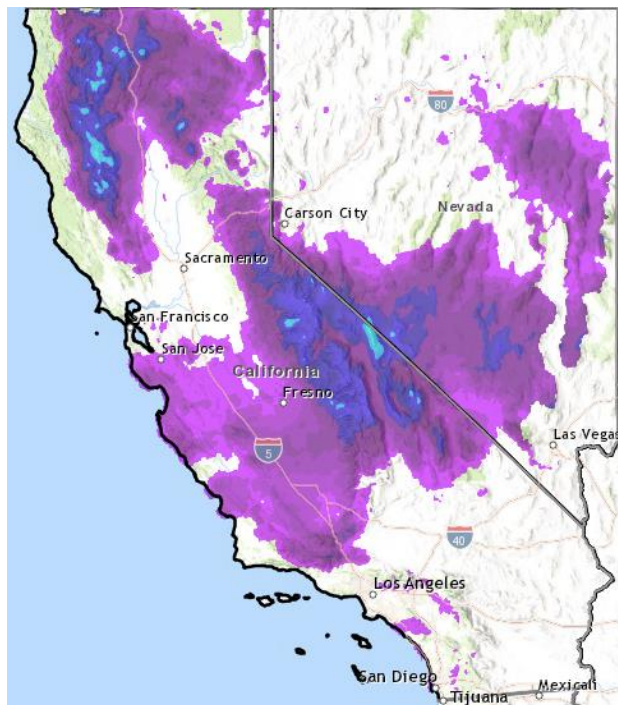 80
Nevada
Carson City
Sacramento
San Francisco
San Jose
California
Fresno
5
Las Vegas
40
Los Angeles
San Diego
Mexicali
Tijuana